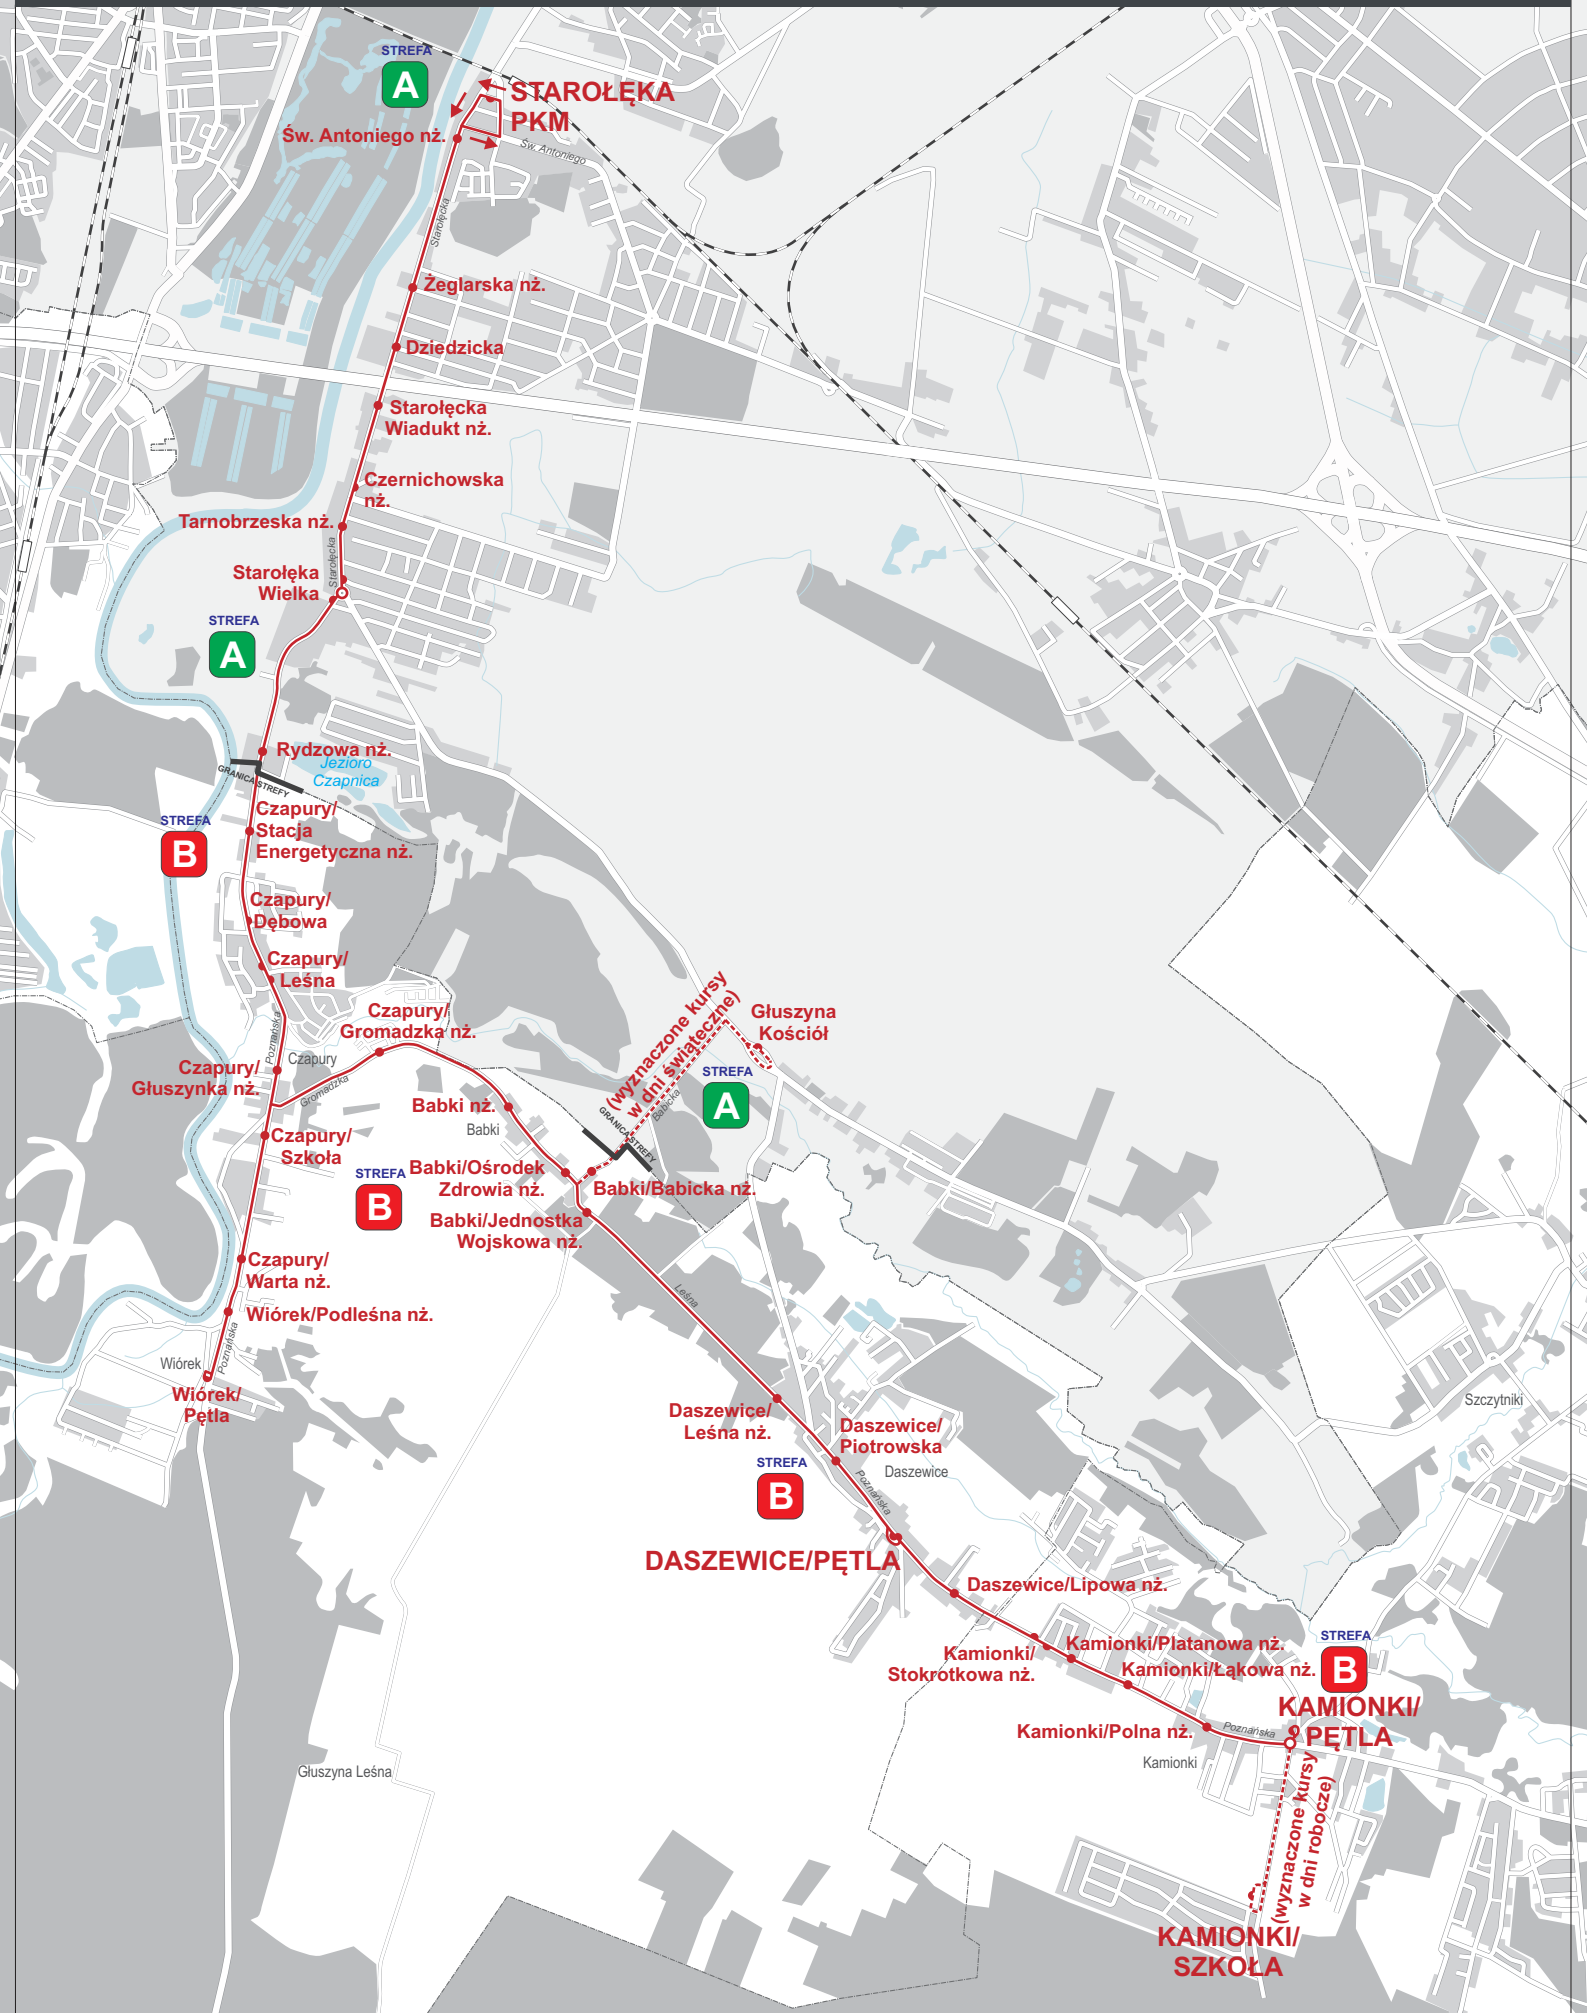 STREFA
A
STAROŁĘKA
PKM
Św. Antoniego nż.
Św. Antoniego
Starołęcka
Żeglarska nż.
Dziedzicka
Starołęcka
Wiadukt nż.
Czernichowska
nż.
Tarnobrzeska nż.
Starołęcka
Starołęka
Wielka
STREFA
A
Rydzowa nż.
Jezioro
Czapnica
GRANICA STREFY
Czapury/
Stacja
Energetyczna nż.
STREFA
B
Czapury/
Dębowa
Czapury/
Leśna
Poznańska
Czapury/
Gromadzka nż.
(wyznaczone kursy
w dni świąteczne)
Głuszyna
Kościół
Czapury
Czapury/
Głuszynka nż.
Gromadzka
STREFA
A
Babicka
GRANICA STREFY
Babki nż.
Babki
Czapury/
Szkoła
STREFA
B
Babki/Ośrodek
Zdrowia nż.
Babki/Babicka nż.
Babki/Jednostka
Wojskowa nż.
Czapury/
Warta nż.
Leśna
Wiórek/Podleśna nż.
Poznańska
Wiórek
Wiórek/
Pętla
Szczytniki
Daszewice/
Leśna nż.
Daszewice/
Piotrowska
Daszewice
STREFA
B
Poznańska
DASZEWICE/PĘTLA
Daszewice/Lipowa nż.
Kamionki/
Stokrotkowa nż.
Kamionki/Platanowa nż.
Kamionki/Łąkowa nż.
STREFA
B
KAMIONKI/
PĘTLA
Kamionki/Polna nż.
Poznańska
Kamionki
Głuszyna Leśna
(wyznaczone kursy
w dni robocze)
KAMIONKI/
SZKOŁA